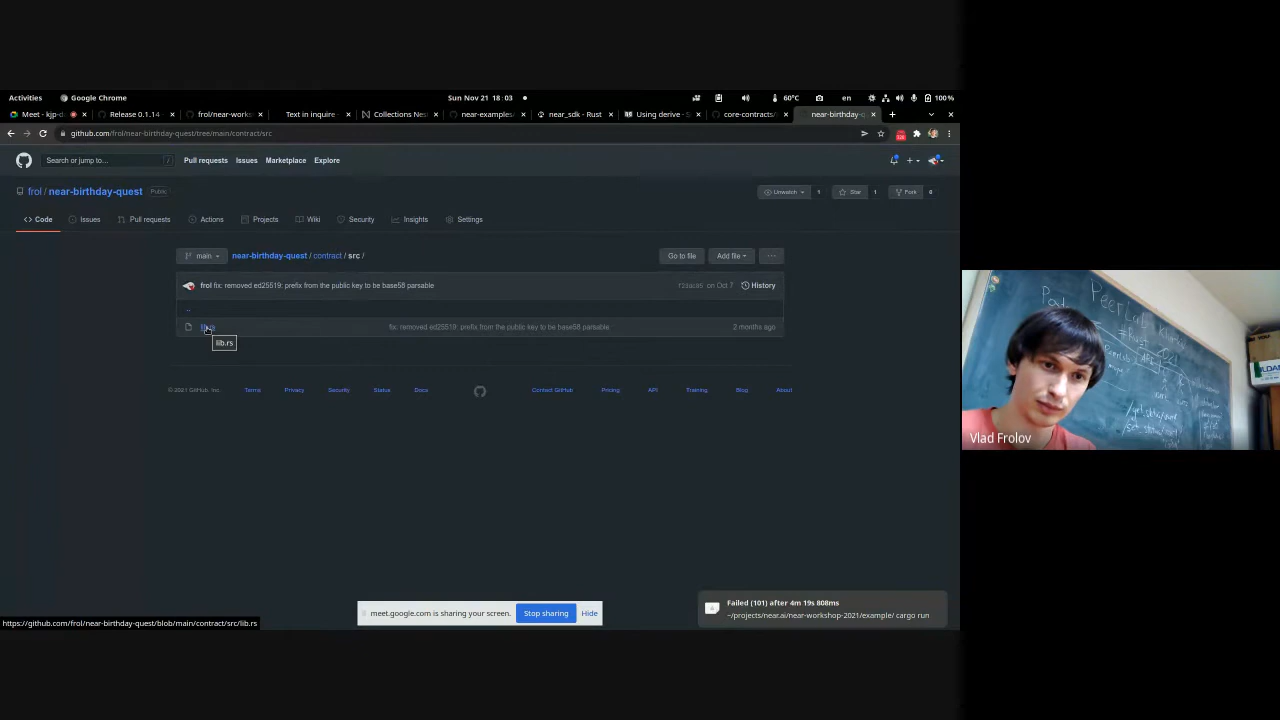 Activities Google Chrome Sun Nov 21 18:03 60°C en 100%
Meet - kjp-d Release 0.1.14 frol/near-works Text in inquire - Collections Nes near-examples/ near_sdk - Rust Using derive - S core-contracts/ near-birthday-q
github.com/frol/near-birthday-quest/tree/main/contract/src
Search or jump to... / Pull requests Issues Marketplace Explore
frol / near-birthday-quest Public Unwatch 1 Star 1 Fork 0
Code Issues Pull requests Actions Projects Wiki Security Insights Settings
main near-birthday-quest / contract / src / Go to file Add file ...
frol fix: removed ed25519: prefix from the public key to be base58 parsable on Oct 7 History
..
lib.rs fix: removed ed25519: prefix from the public key to be base58 parsable 2 months ago
lib.rs
© 2021 GitHub, Inc. Terms Privacy Security Status Docs Contact GitHub Pricing API Training Blog About
meet.google.com is sharing your screen. Stop sharing Hide
Failed (101) after 4m 19s 808ms
~/projects/near.ai/near-workshop-2021/example/ cargo run
https://github.com/frol/near-birthday-quest/blob/main/contract/src/lib.rs
PeerLab
Vlad Frolov